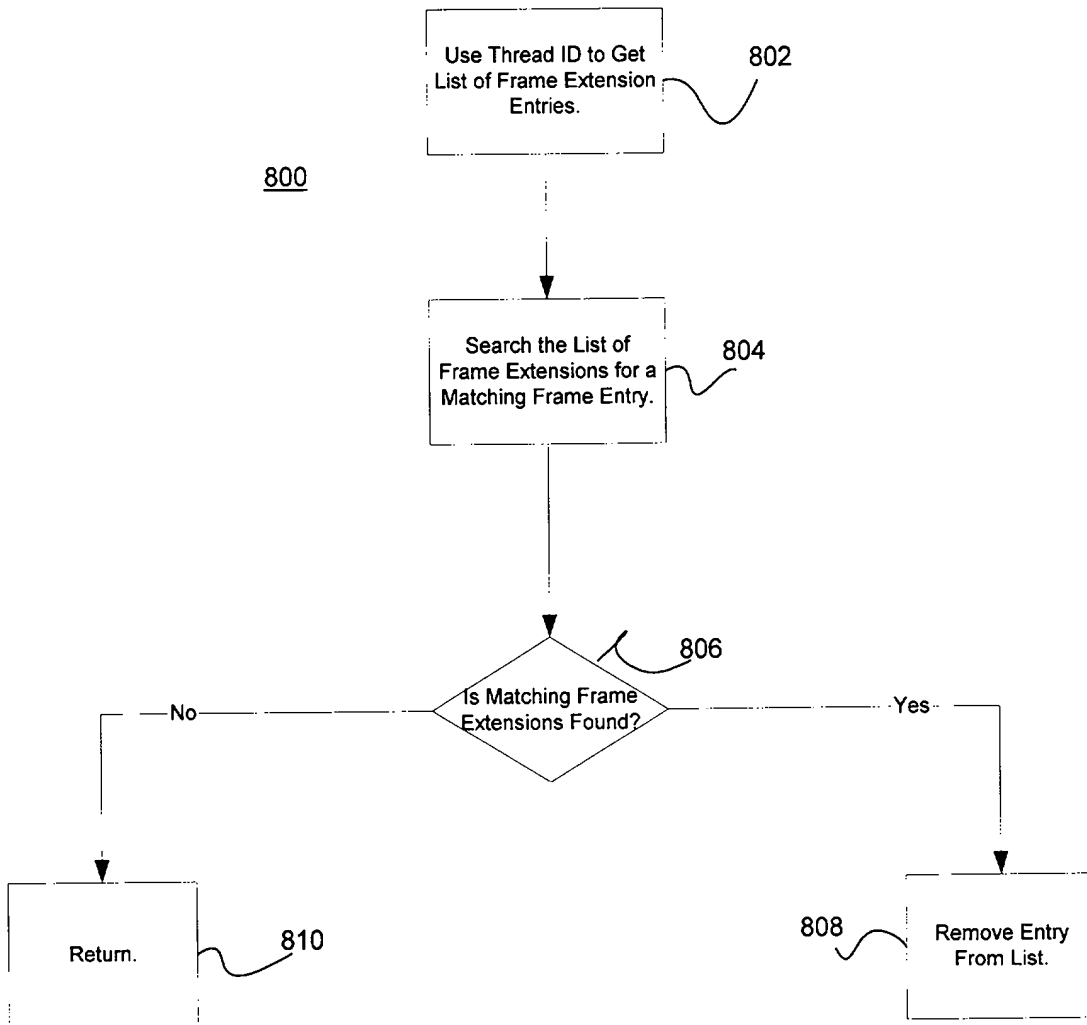 Use Thread ID to Get
List of Frame Extension
Entries.
802
800
Search the List of
Frame Extensions for a
Matching Frame Entry.
804
806
Is Matching Frame
Extensions Found?
No
Yes
Return.
810
808
Remove Entry
From List.